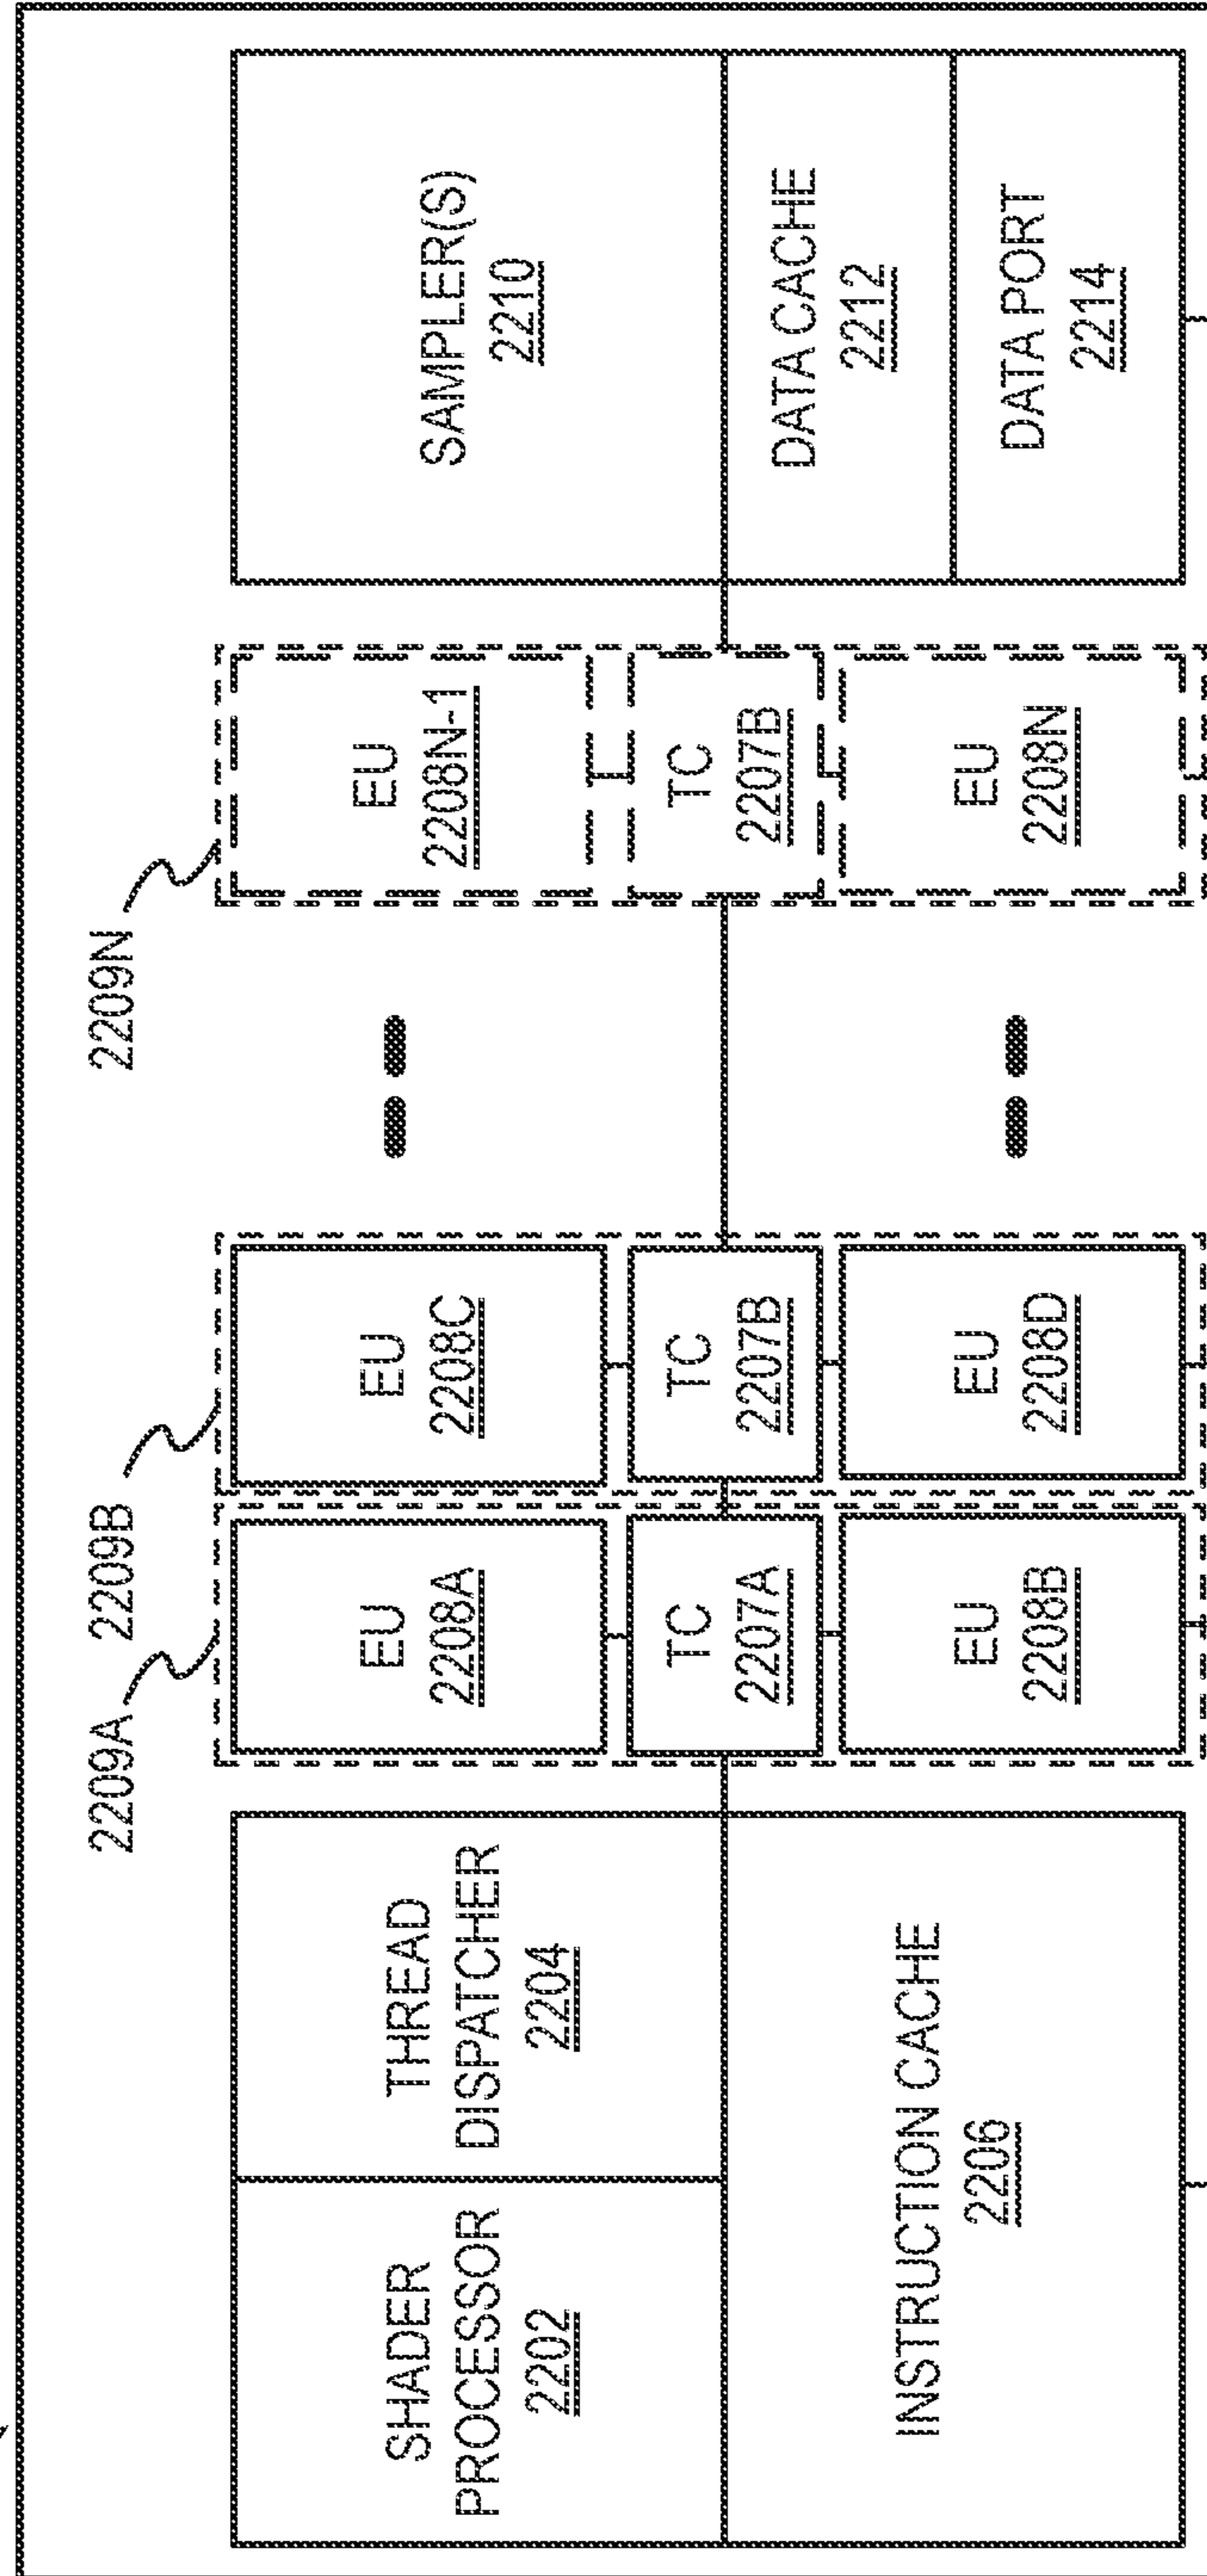 2209A
2209B
2209N
SHADER
PROCESSOR
2202
THREAD
DISPATCHER
2204
INSTRUCTION CACHE
2206
EU
2208A
TC
2207A
EU
2208B
EU
2208C
TC
2207B
EU
2208D
EU
2208N-1
TC
2207B
EU
2208N
SAMPLER(S)
2210
DATA CACHE
2212
DATA PORT
2214